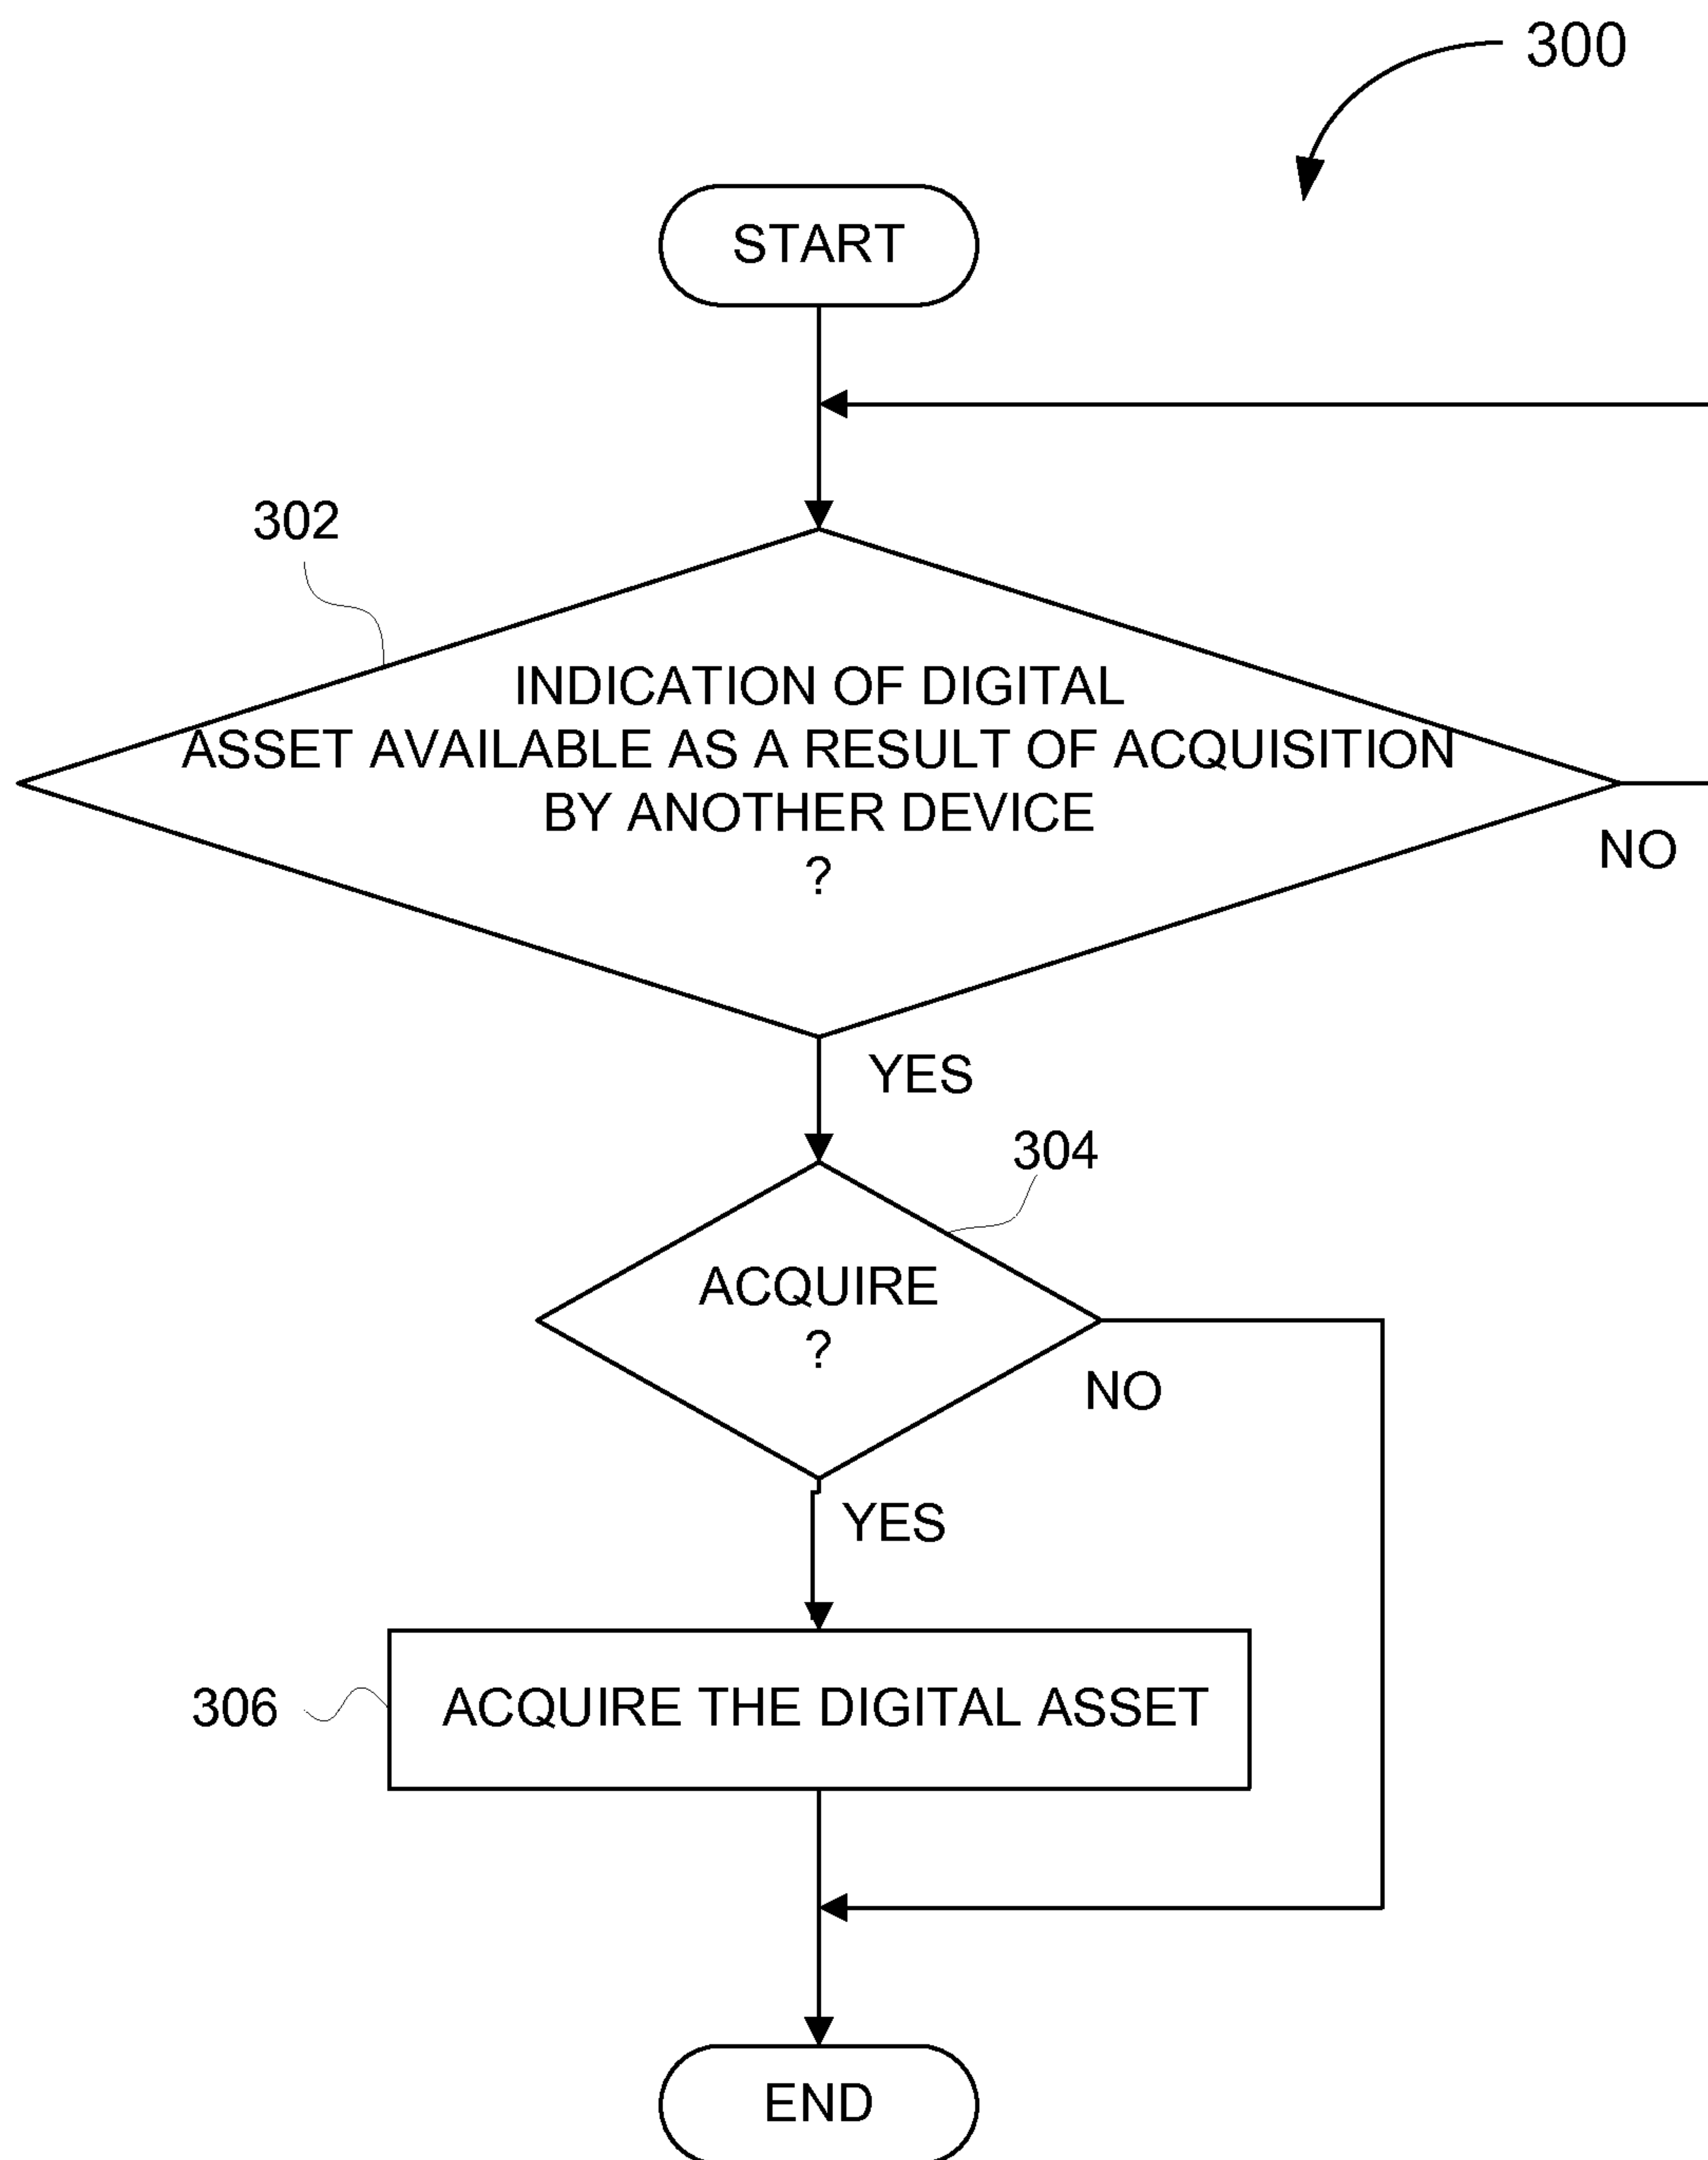 300
START
302
INDICATION OF DIGITAL
ASSET AVAILABLE AS A RESULT OF ACQUISITION
BY ANOTHER DEVICE
?
NO
YES
304
ACQUIRE
?
NO
YES
306
ACQUIRE THE DIGITAL ASSET
END